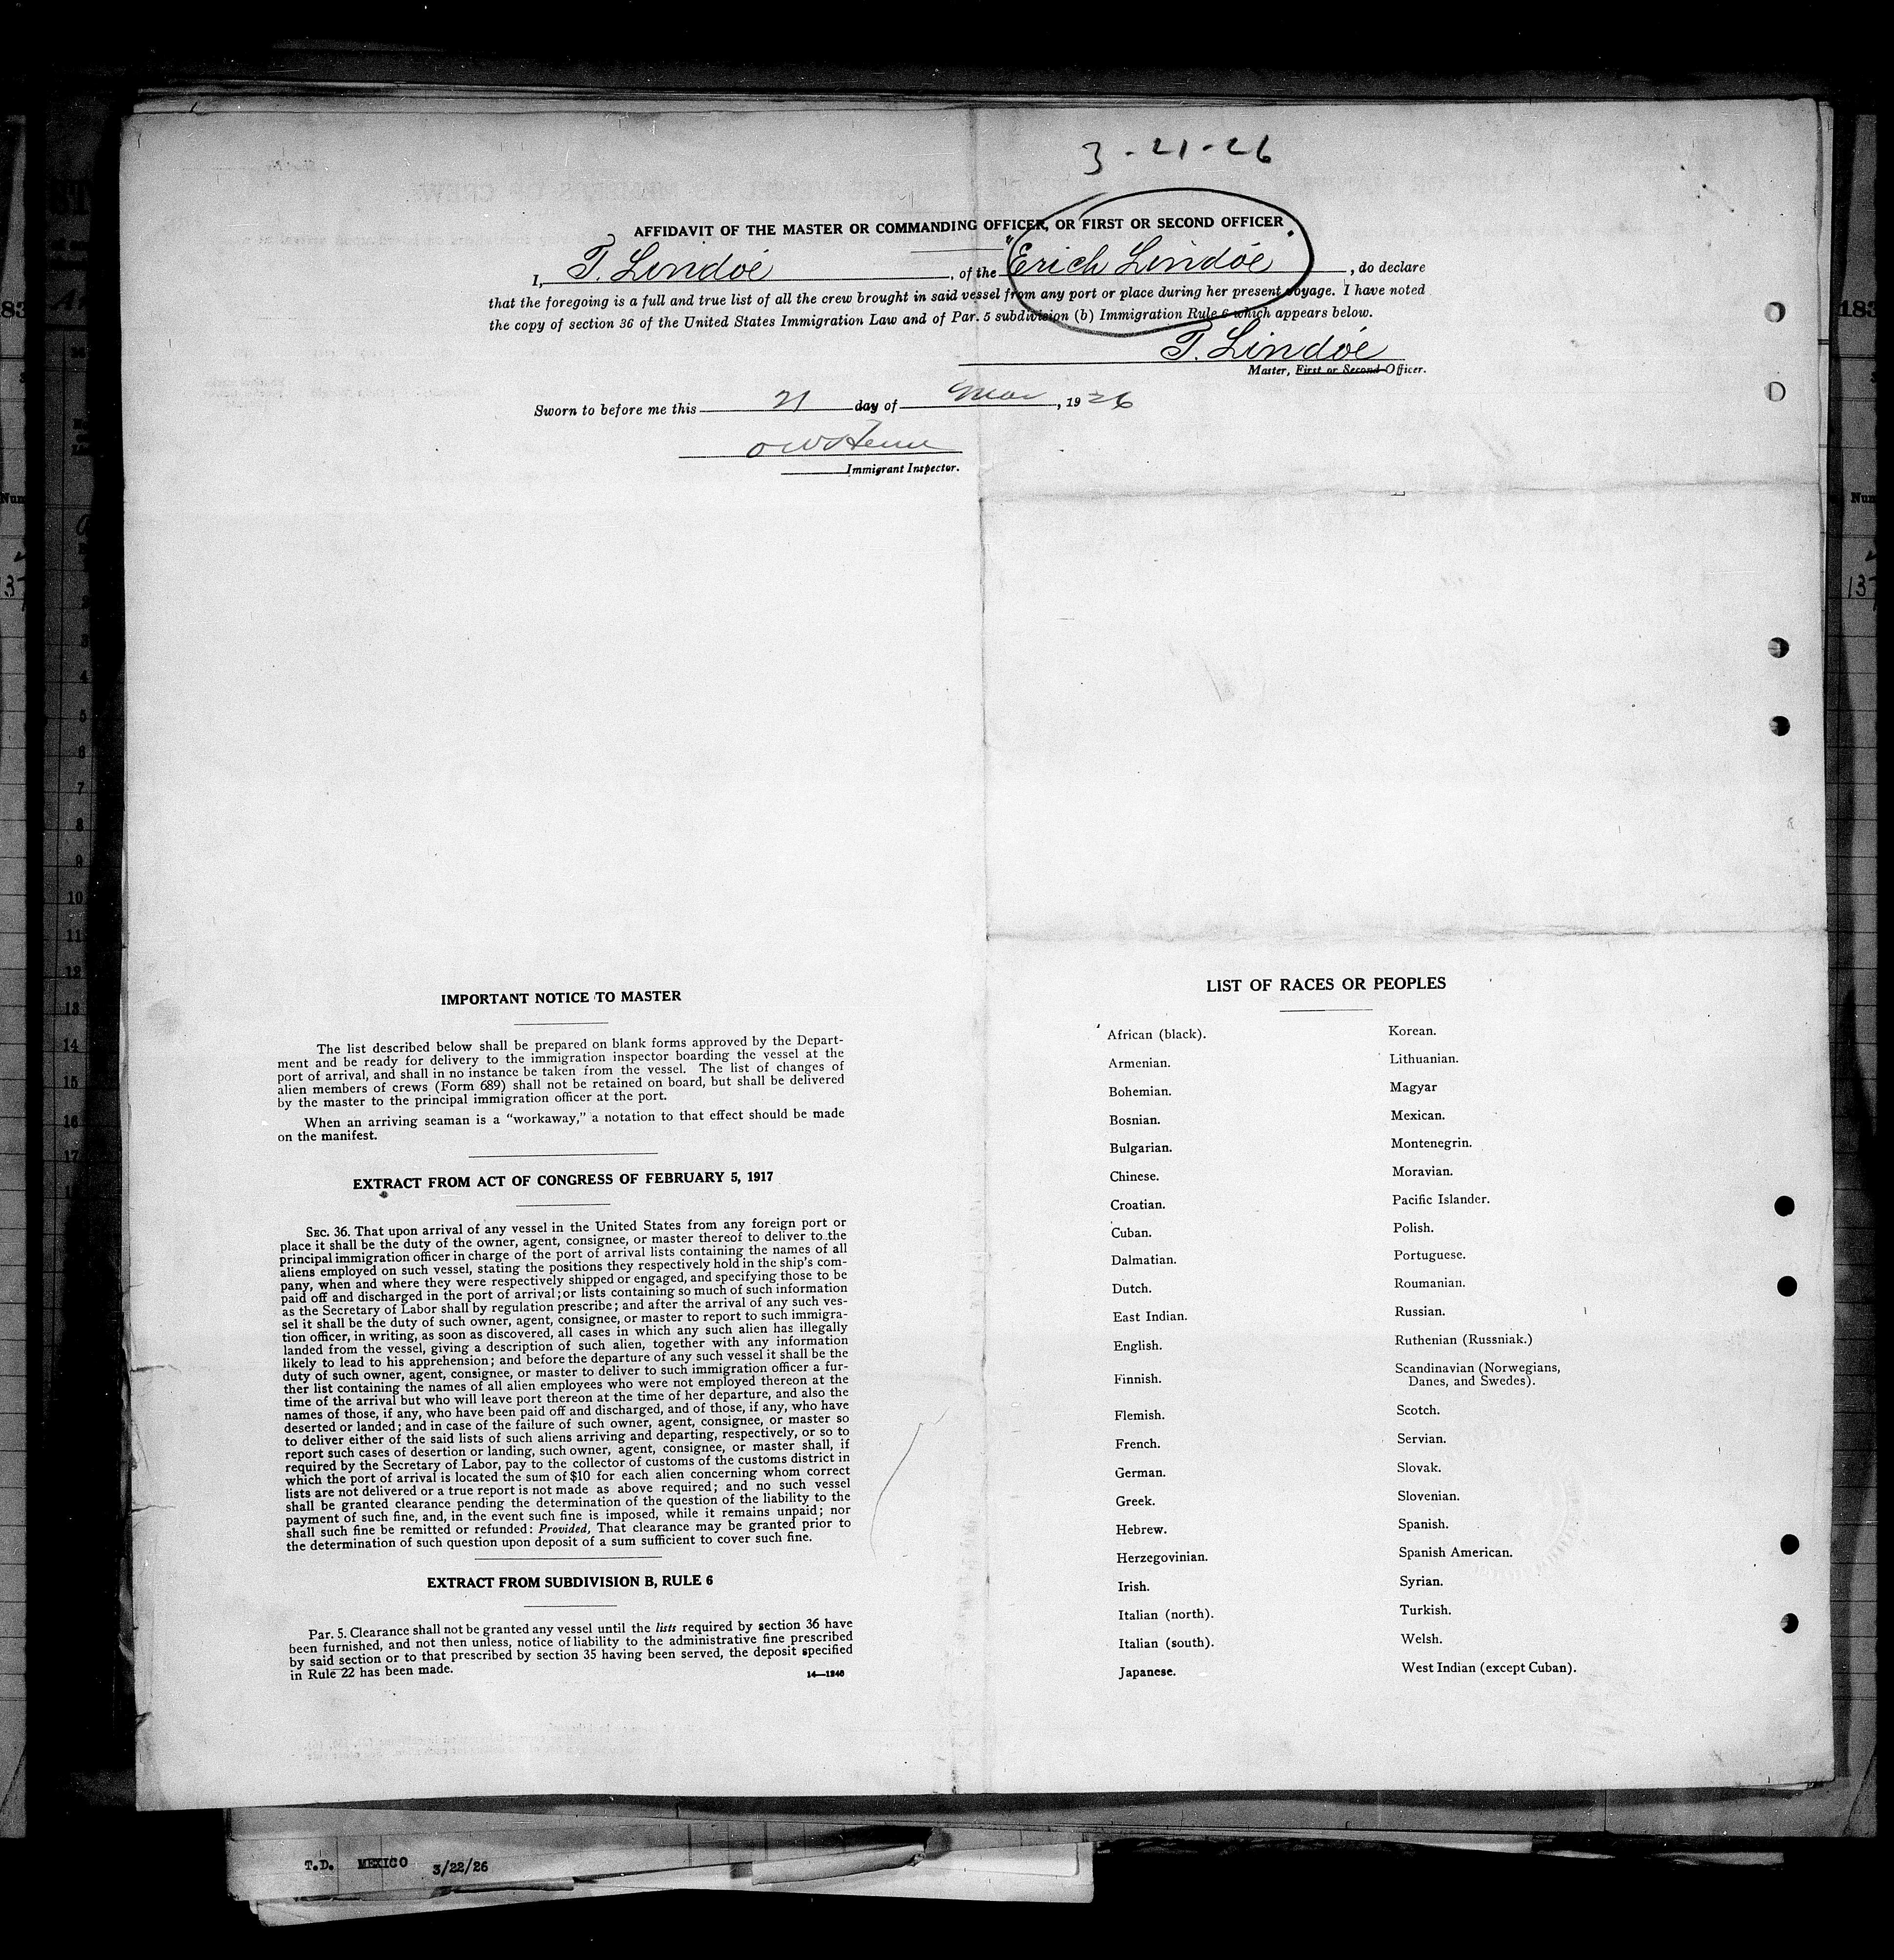 3-21-26
AFFIDAVIT OF THE MASTER OR COMMANDING OFFICER, OR FIRST OR SECOND OFFICER
I, T. Lindöe, of the "Erich Lindöe", do declare
that the foregoing is a full and true list of all the crew brought in said vessel from any port or place during her present voyage. I have noted
the copy of section 36 of the United States Immigration Law and of Par. 5 subdivision (b) Immigration Rule 6 which appears below.
T. Lindöe
Master, First or Second Officer.
Sworn to before me this 21 day of Mar, 1926
Immigrant Inspector.
IMPORTANT NOTICE TO MASTER
The list described below shall be prepared on blank forms approved by the Depart-
ment and be ready for delivery to the immigration inspector boarding the vessel at the
port of arrival, and shall in no instance be taken from the vessel. The list of changes of
alien members of crews (Form 689) shall not be retained on board, but shall be delivered
by the master to the principal immigration officer at the port.
When an arriving seaman is a "workaway," a notation to that effect should be made
on the manifest.
EXTRACT FROM ACT OF CONGRESS OF FEBRUARY 5, 1917
SEC. 36. That upon arrival of any vessel in the United States from any foreign port or
place it shall be the duty of the owner, agent, consignee, or master thereof to deliver to the
principal immigration officer in charge of the port of arrival lists containing the names of all
aliens employed on such vessel, stating the positions they respectively hold in the ship's com-
pany, when and where they were respectively shipped or engaged, and specifying those to be
paid off and discharged in the port of arrival; or lists containing so much of such information
as the Secretary of Labor shall by regulation prescribe; and after the arrival of any such ves-
sel it shall be the duty of such owner, agent, consignee, or master to report to such immigra-
tion officer, in writing, as soon as discovered, all cases in which any such alien has illegally
landed from the vessel, giving a description of such alien, together with any information
likely to lead to his apprehension; and before the departure of any such vessel it shall be the
duty of such owner, agent, consignee, or master to deliver to such immigration officer a fur-
ther list containing the names of all alien employees who were not employed thereon at the
time of the arrival but who will leave port thereon at the time of her departure, and also the
names of those, if any, who have been paid off and discharged, and of those, if any, who have
deserted or landed; and in case of the failure of such owner, agent, consignee, or master so
to deliver either of the said lists of such aliens arriving and departing, respectively, or so to
report such cases of desertion or landing, such owner, agent, consignee, or master shall, if
required by the Secretary of Labor, pay to the collector of customs of the customs district in
which the port of arrival is located the sum of $10 for each alien concerning whom correct
lists are not delivered or a true report is not made as above required; and no such vessel
shall be granted clearance pending the determination of the question of the liability to the
payment of such fine, and, in the event such fine is imposed, while it remains unpaid; nor
shall such fine be remitted or refunded: Provided, That clearance may be granted prior to
the determination of such question upon deposit of a sum sufficient to cover such fine.
EXTRACT FROM SUBDIVISION B, RULE 6
Par. 5. Clearance shall not be granted any vessel until the lists required by section 36 have
been furnished, and not then unless, notice of liability to the administrative fine prescribed
by said section or to that prescribed by section 35 having been served, the deposit specified
in Rule 22 has been made.
14—1240
LIST OF RACES OR PEOPLES
African (black).
Armenian.
Bohemian.
Bosnian.
Bulgarian.
Chinese.
Croatian.
Cuban.
Dalmatian.
Dutch.
East Indian.
English.
Finnish.
Flemish.
French.
German.
Greek.
Hebrew.
Herzegovinian.
Irish.
Italian (north).
Italian (south).
Japanese.
Korean.
Lithuanian.
Magyar
Mexican.
Montenegrin.
Moravian.
Pacific Islander.
Polish.
Portuguese.
Roumanian.
Russian.
Ruthenian (Russniak.)
Scandinavian (Norwegians,
Danes, and Swedes).
Scotch.
Servian.
Slovak.
Slovenian.
Spanish.
Spanish American.
Syrian.
Turkish.
Welsh.
West Indian (except Cuban).
T.D. MEXICO 3/22/26